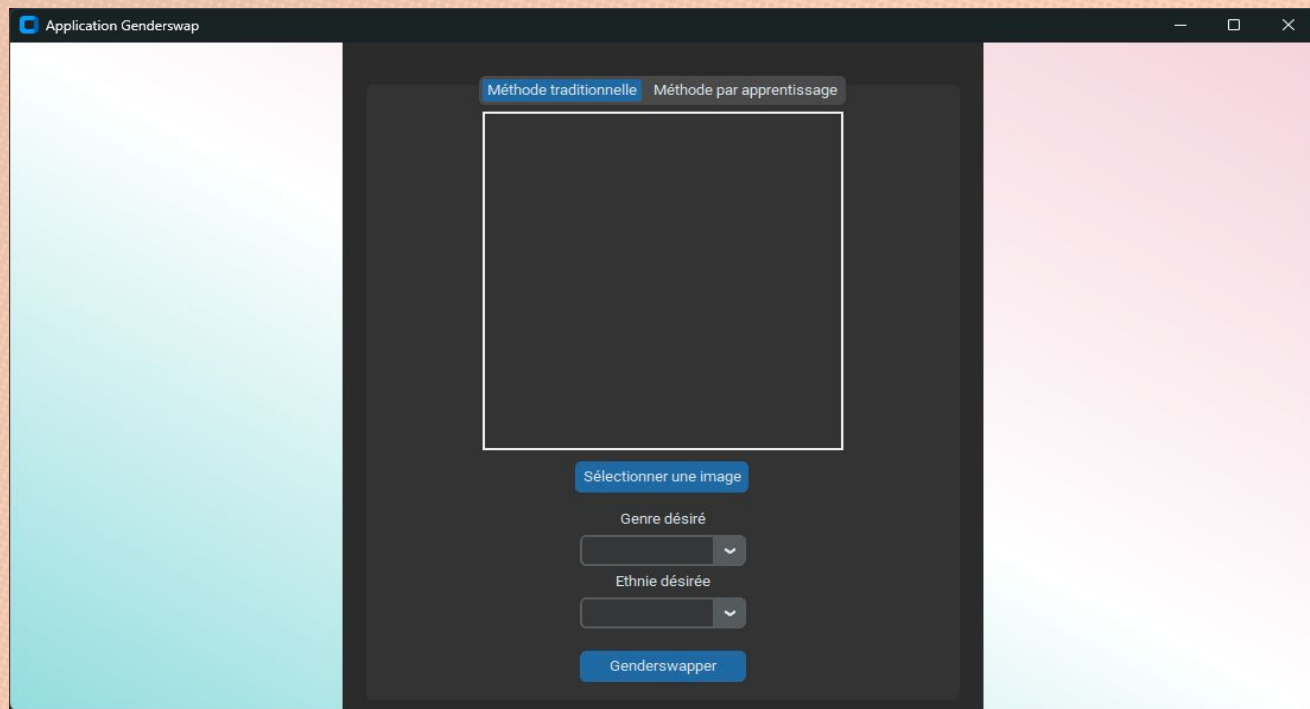 Application Genderswap
Méthode traditionnelle Méthode par apprentissage
Sélectionner une image
Genre désiré
Ethnie désirée
Genderswapper